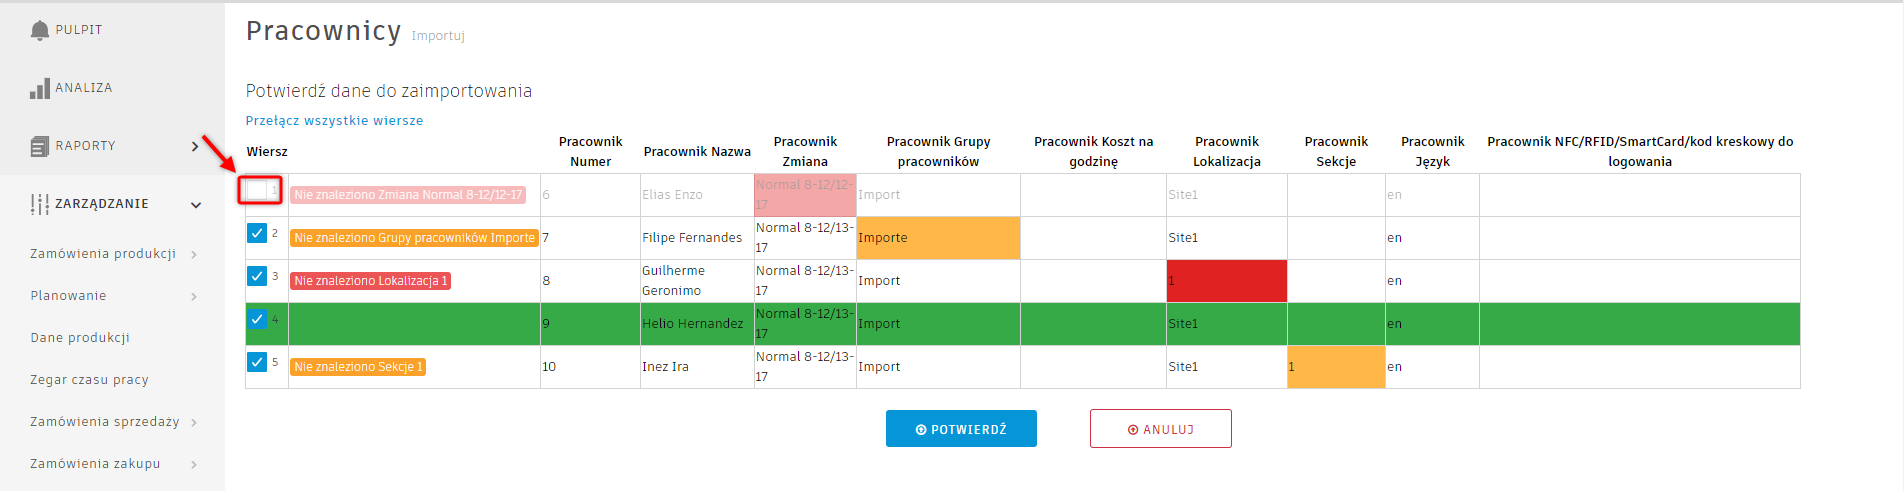 PULPIT
ANALIZA
RAPORTY
ZARZĄDZANIE
Zamówienia produkcji
Planowanie
Dane produkcji
Zegar czasu pracy
Zamówienia sprzedaży
Zamówienia zakupu
Pracownicy Importuj
Potwierdź dane do zaimportowania
Przełącz wszystkie wiersze
Wiersz
Pracownik
Numer
Pracownik Nazwa
Pracownik
Zmiana
Pracownik Grupy
pracowników
Pracownik Koszt na
godzinę
Pracownik
Lokalizacja
Pracownik
Sekcje
Pracownik
Język
Pracownik NFC/RFID/SmartCard/kod kreskowy do
logowania
1 Nie znaleziono Zmiana Normal 8-12/12-17 6 Elias Enzo Normal 8-12/12-
17 Import Site1 en
2 Nie znaleziono Grupy pracowników Importe 7 Filipe Fernandes Normal 8-12/13-
17 Importe Site1 en
3 Nie znaleziono Lokalizacja 1 8 Guilherme
Geronimo Normal 8-12/13-
17 Import 1 en
4 9 Helio Hernandez Normal 8-12/13-
17 Import Site1 en
5 Nie znaleziono Sekcje 1 10 Inez Ira Normal 8-12/13-
17 Import Site1 1 en
POTWIERDŹ
ANULUJ